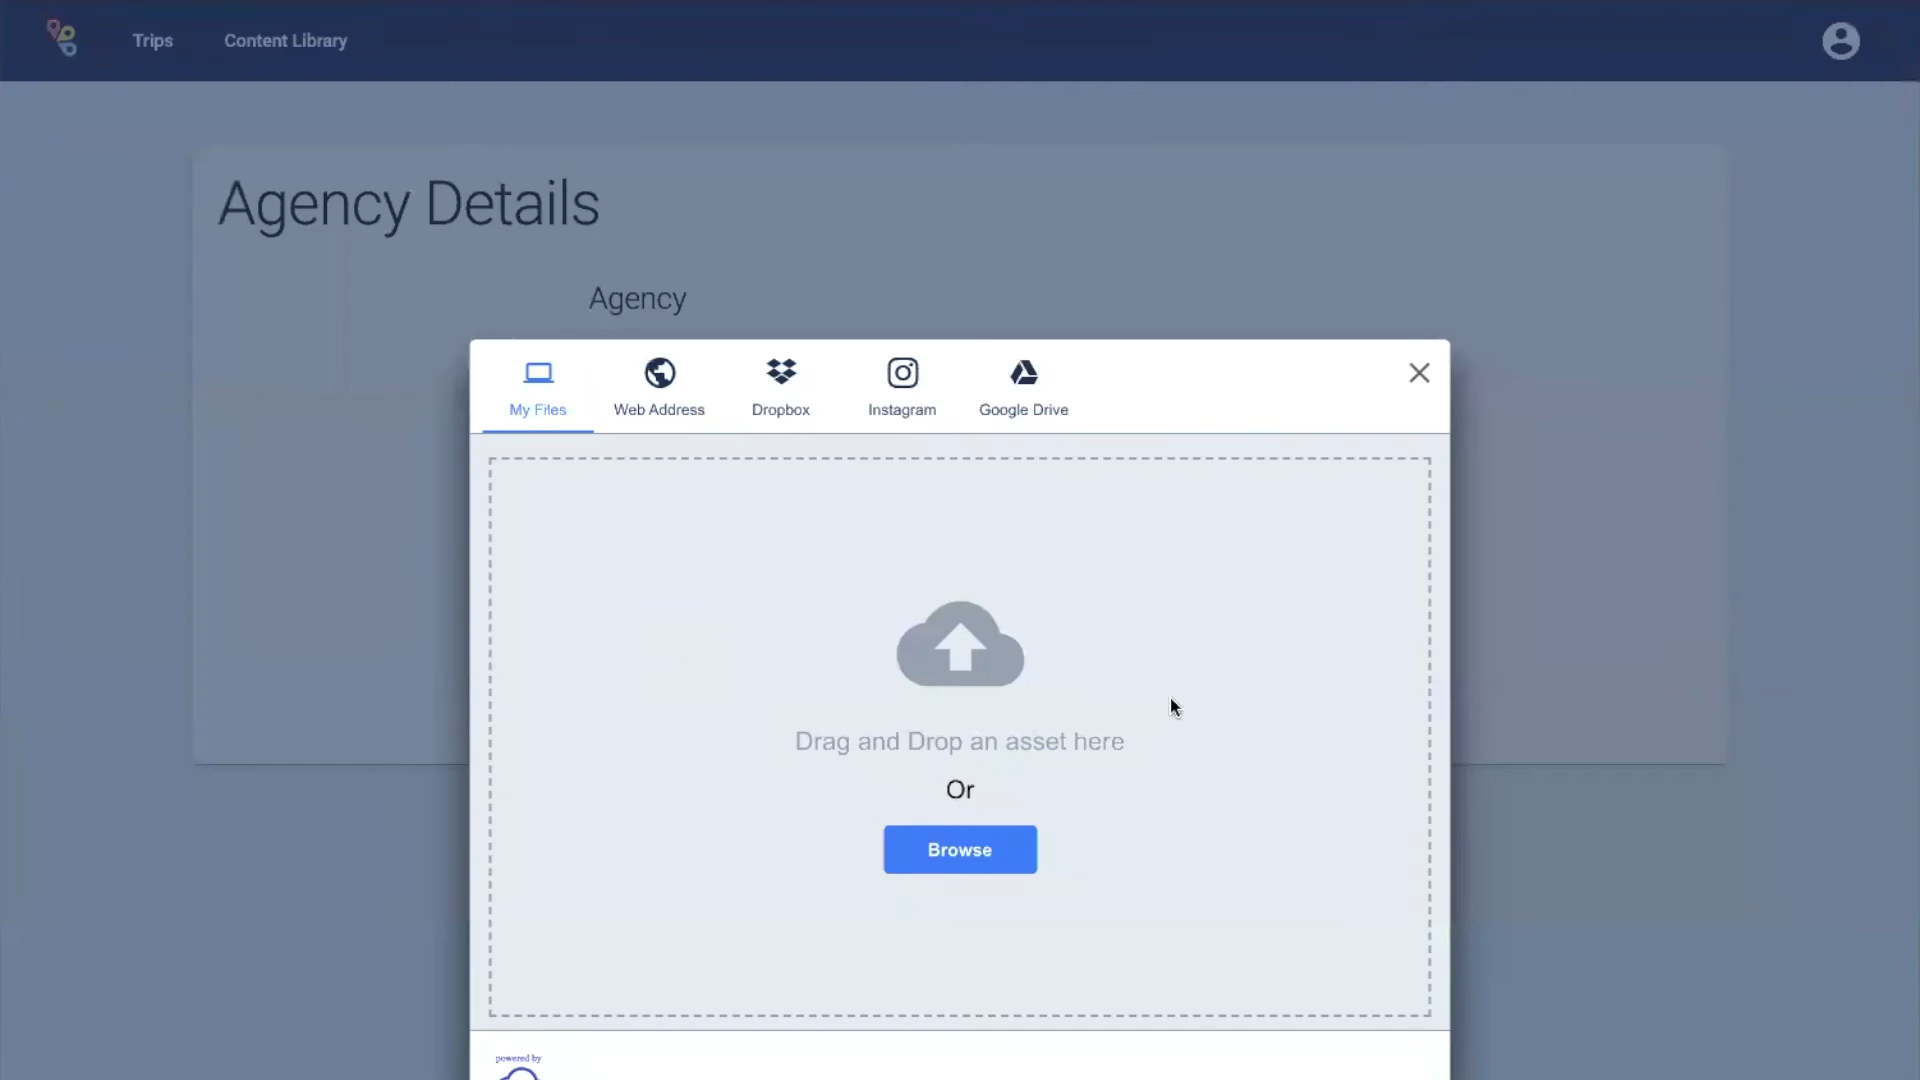 Trips
Content Library
Agency Details
Agency
My Files
Web Address
Dropbox
Instagram
Google Drive
Drag and Drop an asset here
Or
Browse
powered by